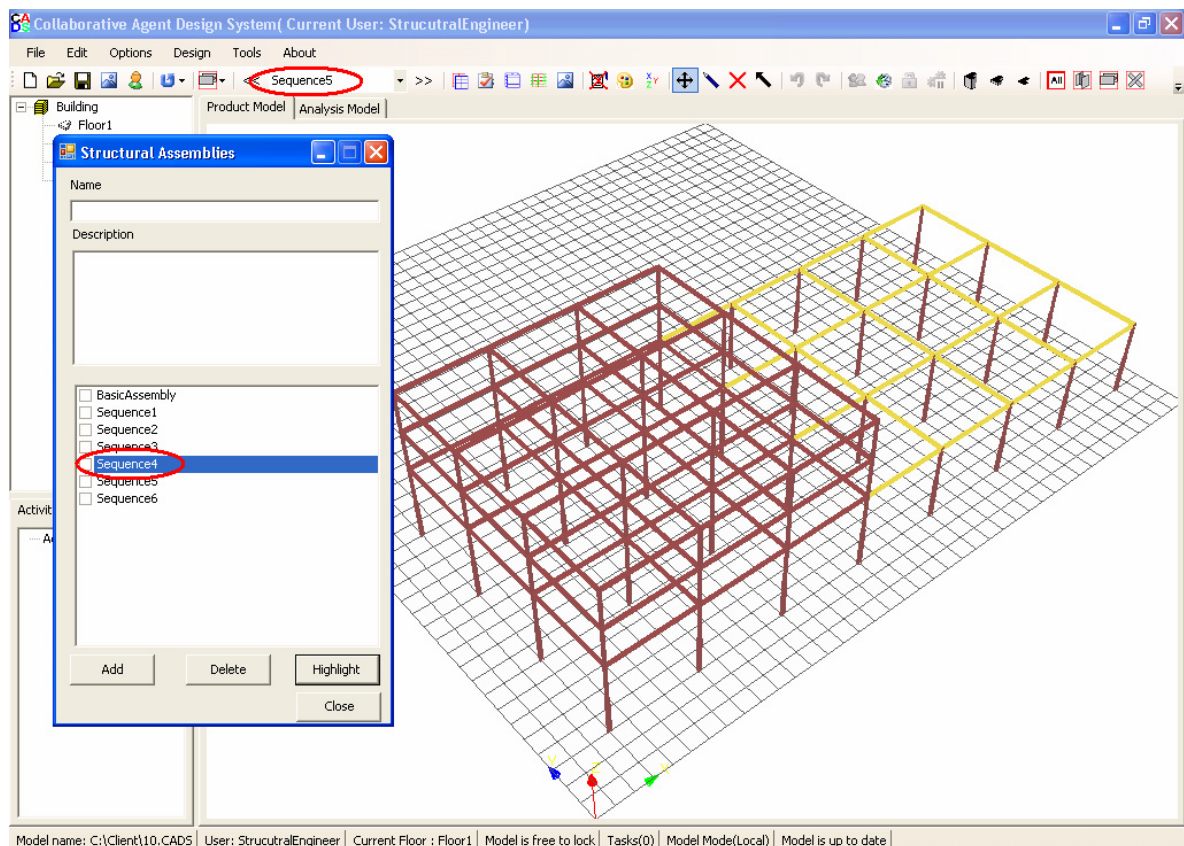 CADS Collaborative Agent Design System( Current User: StrucutralEngineer)
File Edit Options Design Tools About
<< Sequence5 >> All
Building
Floor1
Product Model Analysis Model
Structural Assemblies
Name
Description
BasicAssembly
Sequence1
Sequence2
Sequence3
Sequence4
Sequence5
Sequence6
Add Delete Highlight
Close
Activit
A
Y Z X
Model name: C:\Client\10.CADS User: StrucutralEngineer Current Floor : Floor1 Model is free to lock Tasks(0) Model Mode(Local) Model is up to date